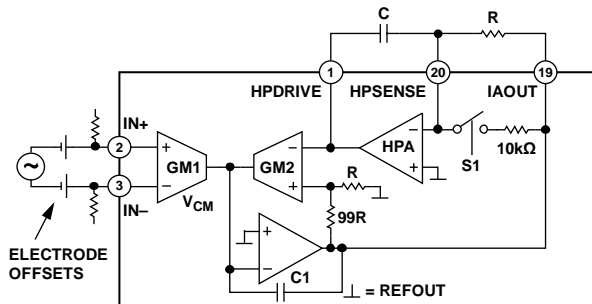 C
R
1
20
19
HPDRIVE
HPSENSE
IAOUT
IN+
2
+
GM1
–
GM2
–
+
HPA
–
+
S1
10kΩ
3
IN–
V_CM
R
99R
+
–
C1
ELECTRODE
OFFSETS
= REFOUT